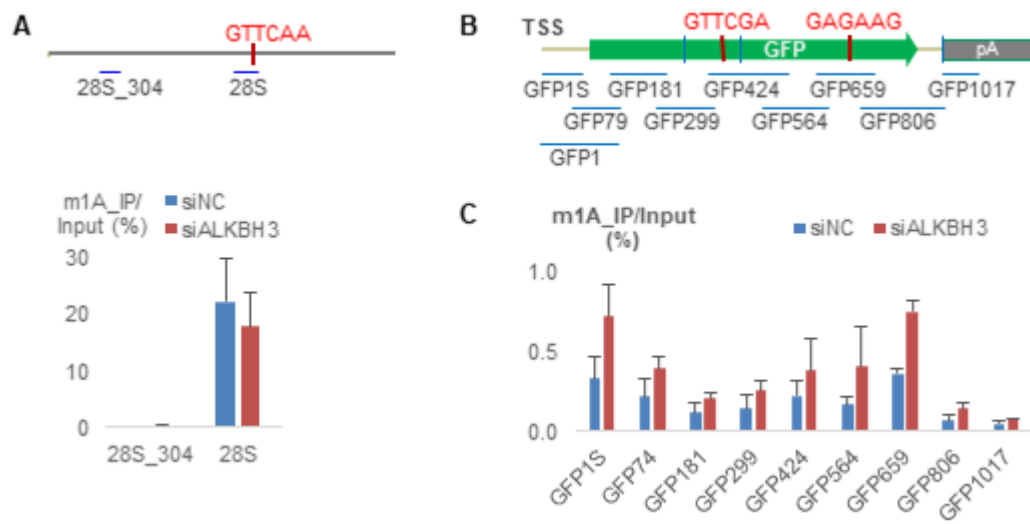 A
GTTCAA
28S_304
28S
m1A_IP/
Input (%)
siNC
siALKBH3
30
20
10
0
28S_304
28S
B
TSS
GTTCGA
GAGAAG
GFP
pA
GFP1S
GFP181
GFP424
GFP659
GFP1017
GFP79
GFP299
GFP564
GFP806
GFP1
C
m1A_IP/Input
(%)
siNC
siALKBH3
1.0
0.5
0.0
GFP1S
GFP74
GFP181
GFP299
GFP424
GFP564
GFP659
GFP806
GFP1017